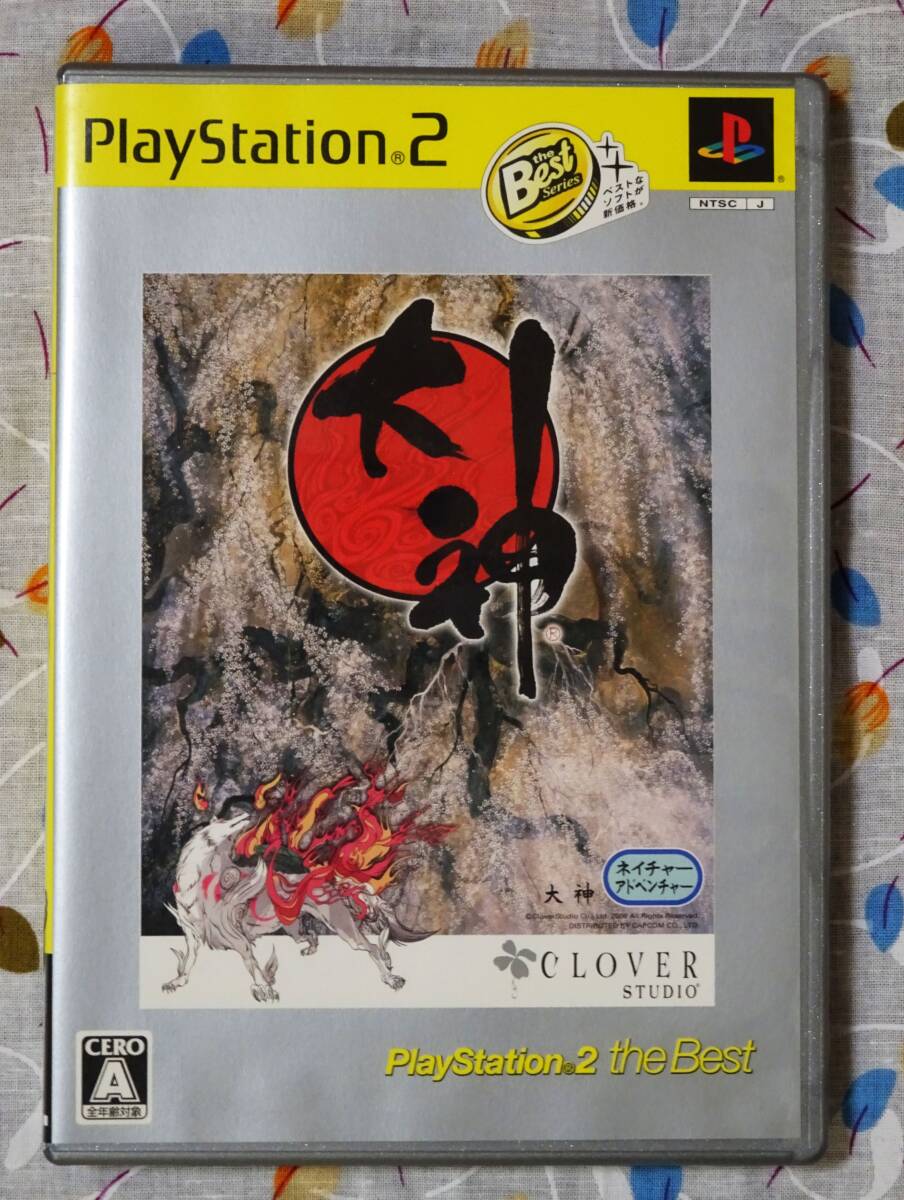 PlayStation®2
the
Best
Series
ベストな
ソフトが
新価格。
®
NTSC J
大神
®
ネイチャー
アドベンチャー
大神
©CloverStudio Co., Ltd. 2006 All Rights Reserved.
DISTRIBUTED BY CAPCOM CO., LTD.
CLOVER
STUDIO®
PlayStation®2 the Best
CERO
A
全年齢対象